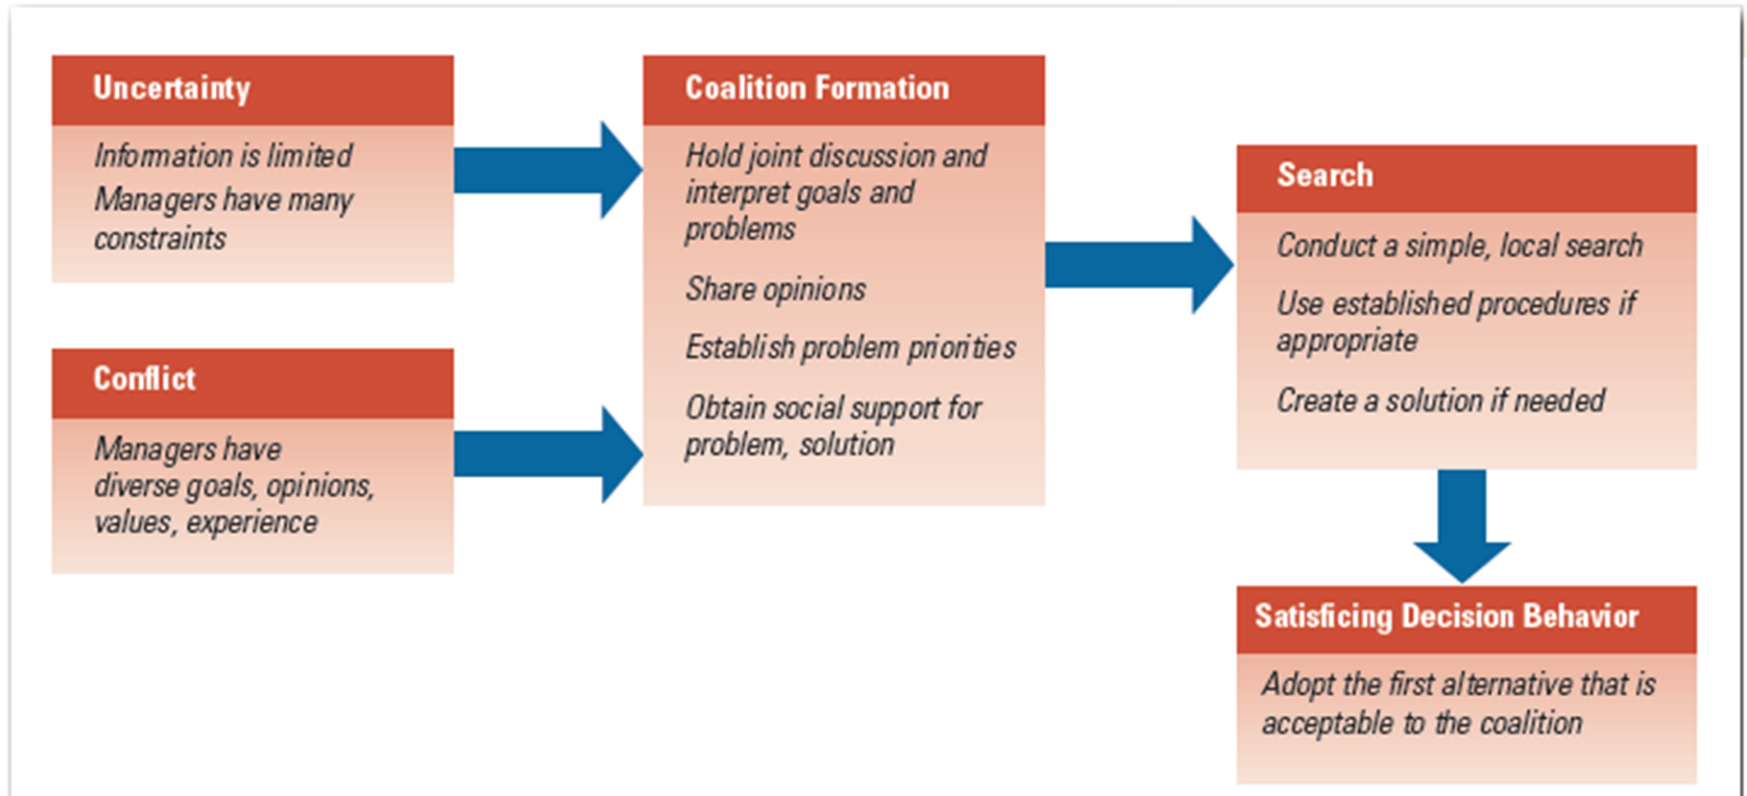 Uncertainty
Information is limited
Managers have many
constraints
Conflict
Managers have
diverse goals, opinions,
values, experience
Coalition Formation
Hold joint discussion and
interpret goals and
problems
Share opinions
Establish problem priorities
Obtain social support for
problem, solution
Search
Conduct a simple, local search
Use established procedures if
appropriate
Create a solution if needed
Satisficing Decision Behavior
Adopt the first alternative that is
acceptable to the coalition